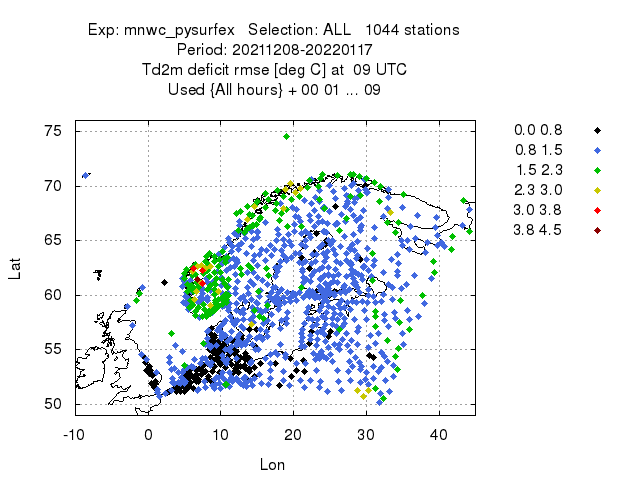 Exp: mnwc_pysurfex   Selection: ALL   1044 stations
Period: 20211208-20220117
Td2m deficit rmse [deg C] at  09 UTC
Used {All hours} + 00 01 ... 09
75
70
65
60
55
50
Lat
-10 0 10 20 30 40
Lon
0.0 0.8
0.8 1.5
1.5 2.3
2.3 3.0
3.0 3.8
3.8 4.5